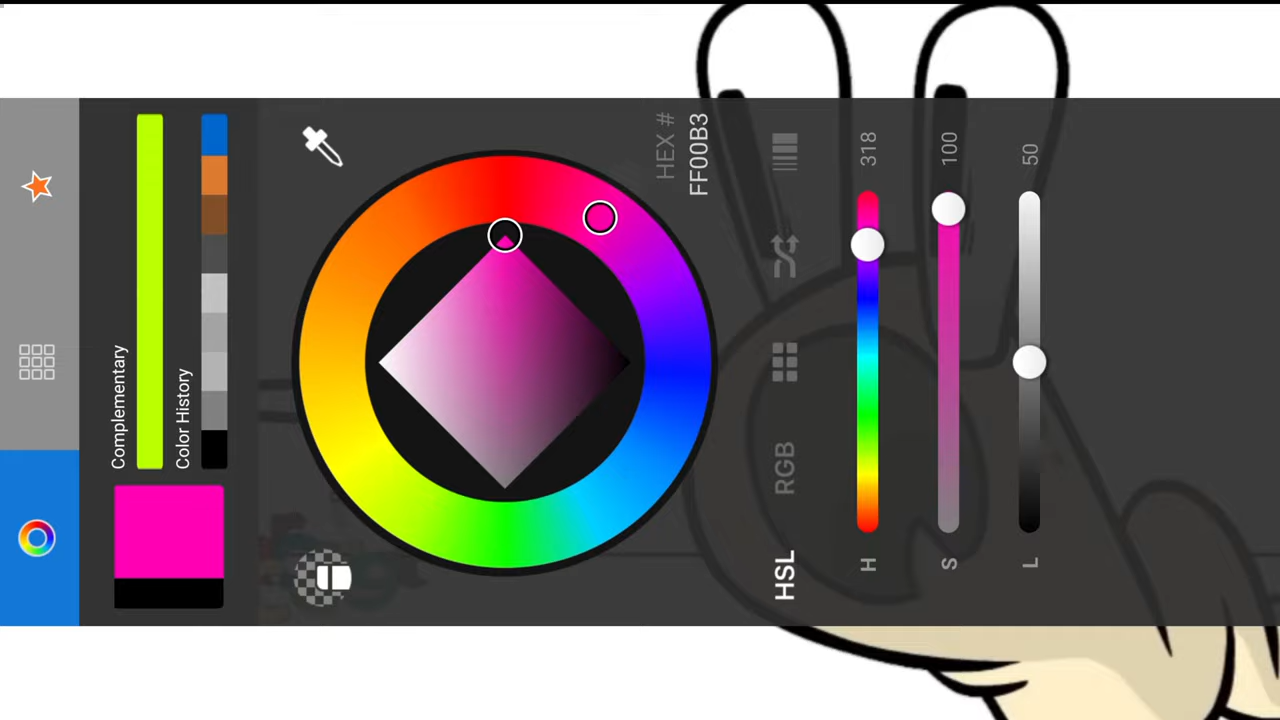 Complementary
Color History
HEX #
FF00B3
HSL
RGB
H
318
S
100
L
50